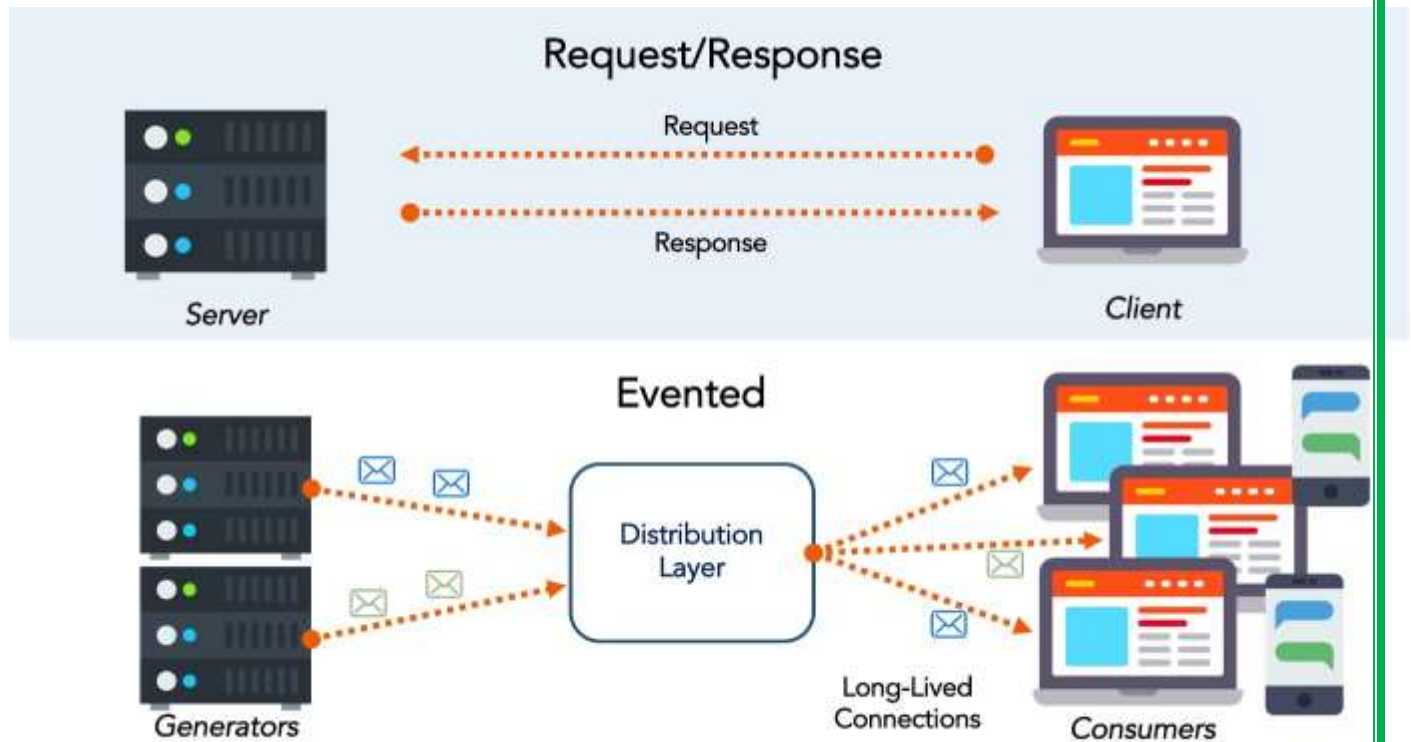 Request/Response
Request
Response
Server
Client
Evented
Distribution
Layer
Long-Lived
Connections
Generators
Consumers